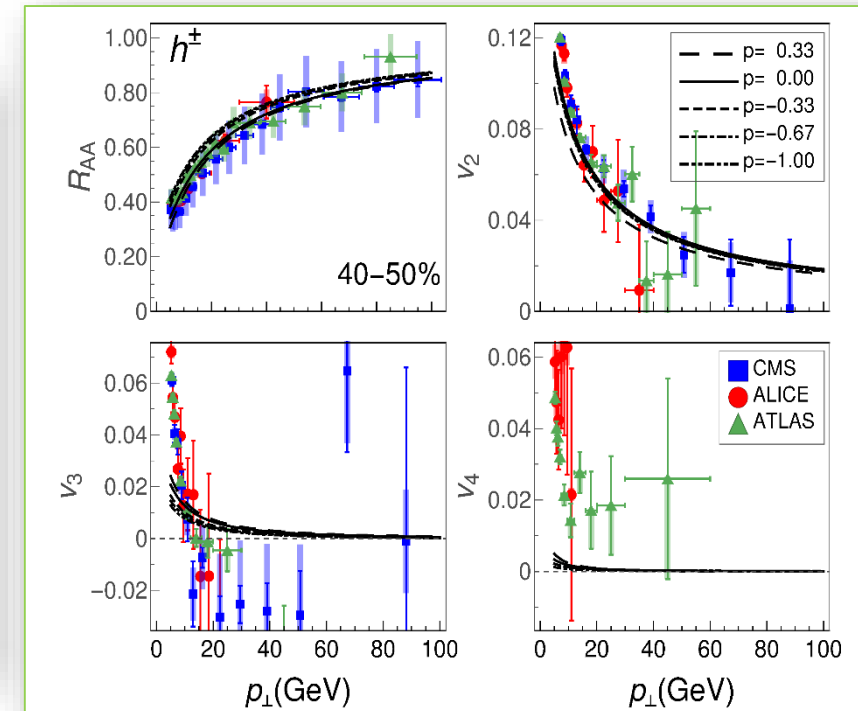 h±
R_AA
1.00
0.80
0.60
0.40
0.20
0
40−50%
v₂
0.12
0.08
0.04
0
p= 0.33
p= 0.00
p=−0.33
p=−0.67
p=−1.00
v₃
0.06
0.04
0.02
0
−0.02
0 20 40 60 80 100
p⊥(GeV)
v₄
0.06
0.04
0.02
0
CMS
ALICE
ATLAS
0 20 40 60 80 100
p⊥(GeV)